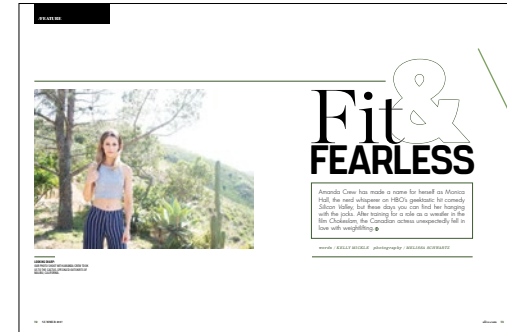 /FEATURE
Fit &
FEARLESS
Amanda Crew has made a name for herself as Monica
Hall, the nerd whisperer on HBO's geektastic hit comedy
Silicon Valley, but these days you can find her hanging
with the jocks. After training for a role as a wrestler in the
film Chokeslam, the Canadian actress unexpectedly fell in
love with weightlifting.
words / KELLY MICKLE photography / MELISSA SCHWARTZ
SUMMER 2017